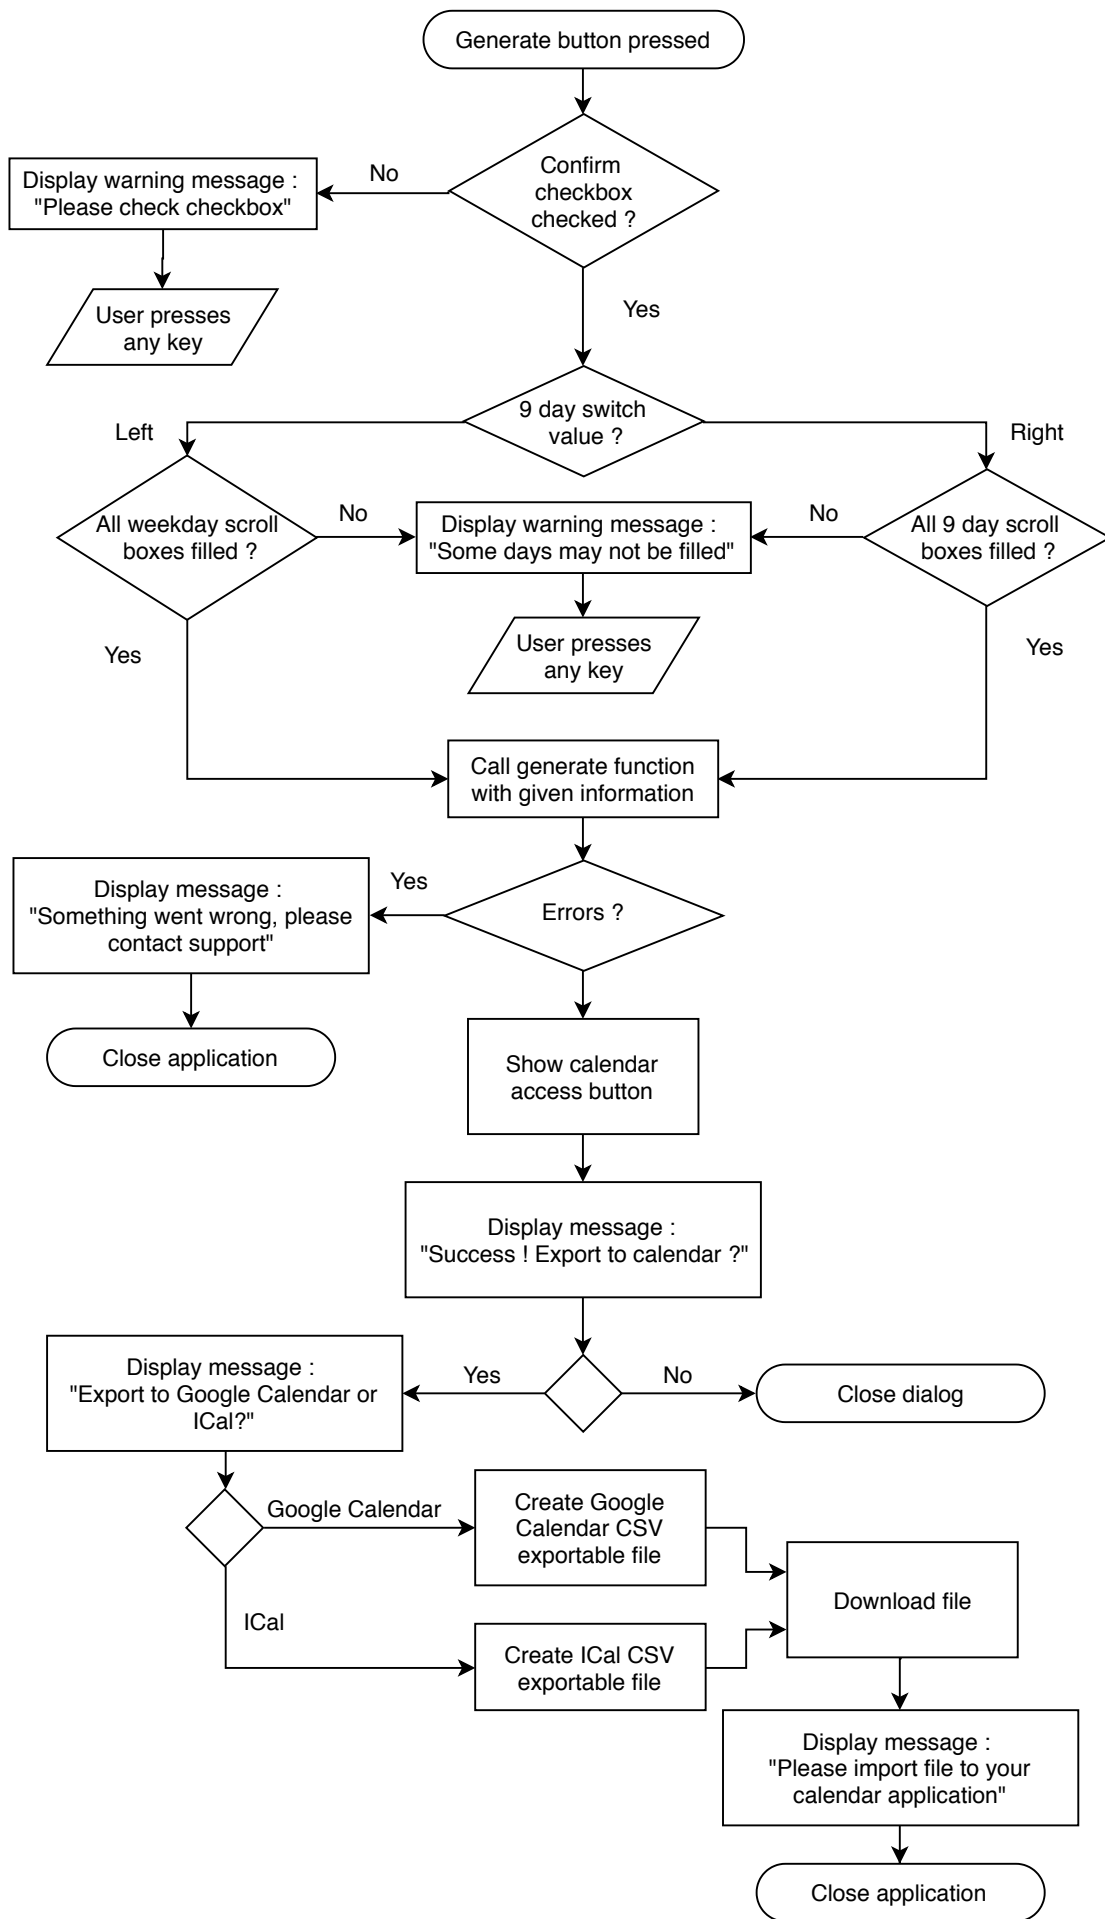 Generate button pressed
Confirm
checkbox
checked ?
No
Display warning message :
"Please check checkbox"
User presses
any key
Yes
9 day switch
value ?
Left
Right
All weekday scroll
boxes filled ?
No
Display warning message :
"Some days may not be filled"
No
All 9 day scroll
boxes filled ?
User presses
any key
Yes
Yes
Call generate function
with given information
Errors ?
Yes
Display message :
"Something went wrong, please
contact support"
Close application
Show calendar
access button
Display message :
"Success ! Export to calendar ?"
Yes
No
Close dialog
Display message :
"Export to Google Calendar or
ICal?"
Google Calendar
Create Google
Calendar CSV
exportable file
ICal
Create ICal CSV
exportable file
Download file
Display message :
"Please import file to your
calendar application"
Close application